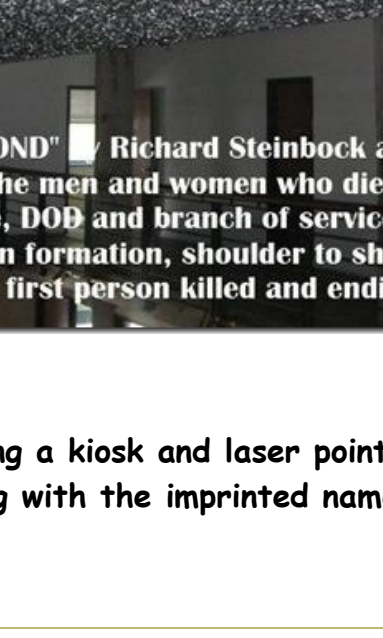 OND" by Richard Steinbock a
he men and women who die
e, DOD and branch of servic
n formation, shoulder to sh
first person killed and endi
ng a kiosk and laser point
g with the imprinted nam